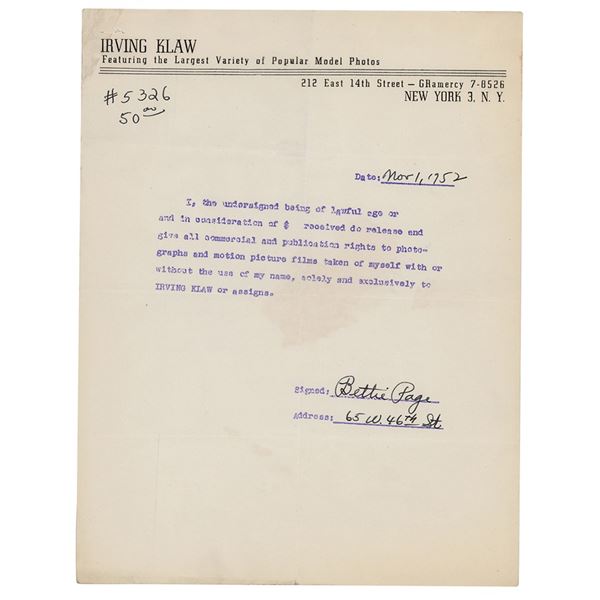 IRVING KLAW
Featuring the Largest Variety of Popular Model Photos
212 East 14th Street — GRamercy 7-8526
NEW YORK 3, N. Y.
#5326
50 00
Date: Nov 1, 1952
I, the undersigned being of lawful age or
and in consideration of $ received do release and
give all commercial and publication rights to photo-
graphs and motion picture films taken of myself with or
without the use of my name, solely and exclusively to
IRVING KLAW or assigns.
Signed: Bettie Page
Address: 65 W. 46TH St